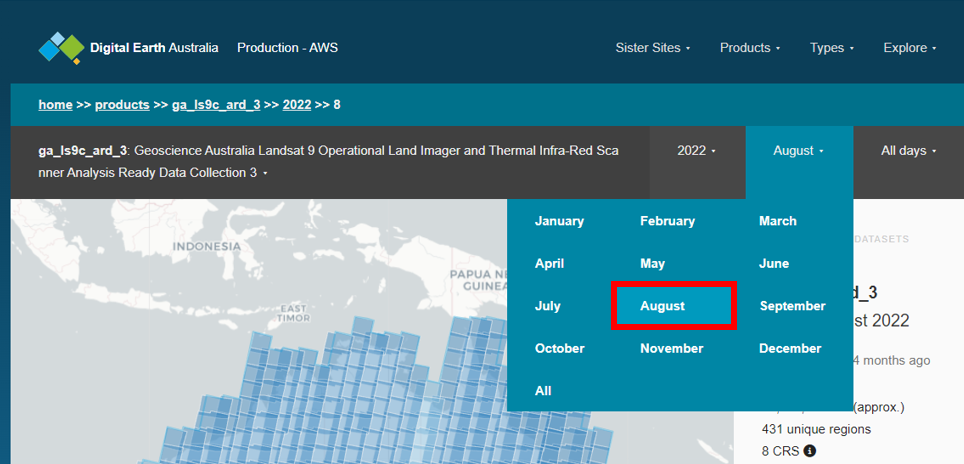 Digital Earth Australia Production - AWS Sister Sites Products Types Explore
home >> products >> ga_ls9c_ard_3 >> 2022 >> 8
ga_ls9c_ard_3: Geoscience Australia Landsat 9 Operational Land Imager and Thermal Infra-Red Sca
nner Analysis Ready Data Collection 3
2022 August All days
January February March
April May June
July August September
October November December
All
INDONESIA
PAPUA NE
GUINEA
EAST
TIMOR
DATASETS
d_3
st 2022
4 months ago
(approx.)
431 unique regions
8 CRS